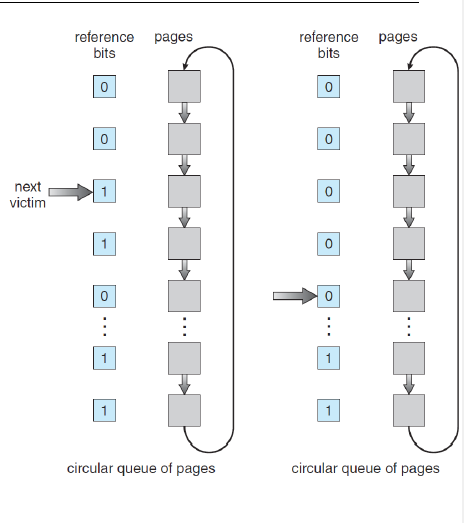 reference pages
bits
0
0
next
victim
1
1
0
1
1
circular queue of pages
reference pages
bits
0
0
0
0
0
1
1
circular queue of pages